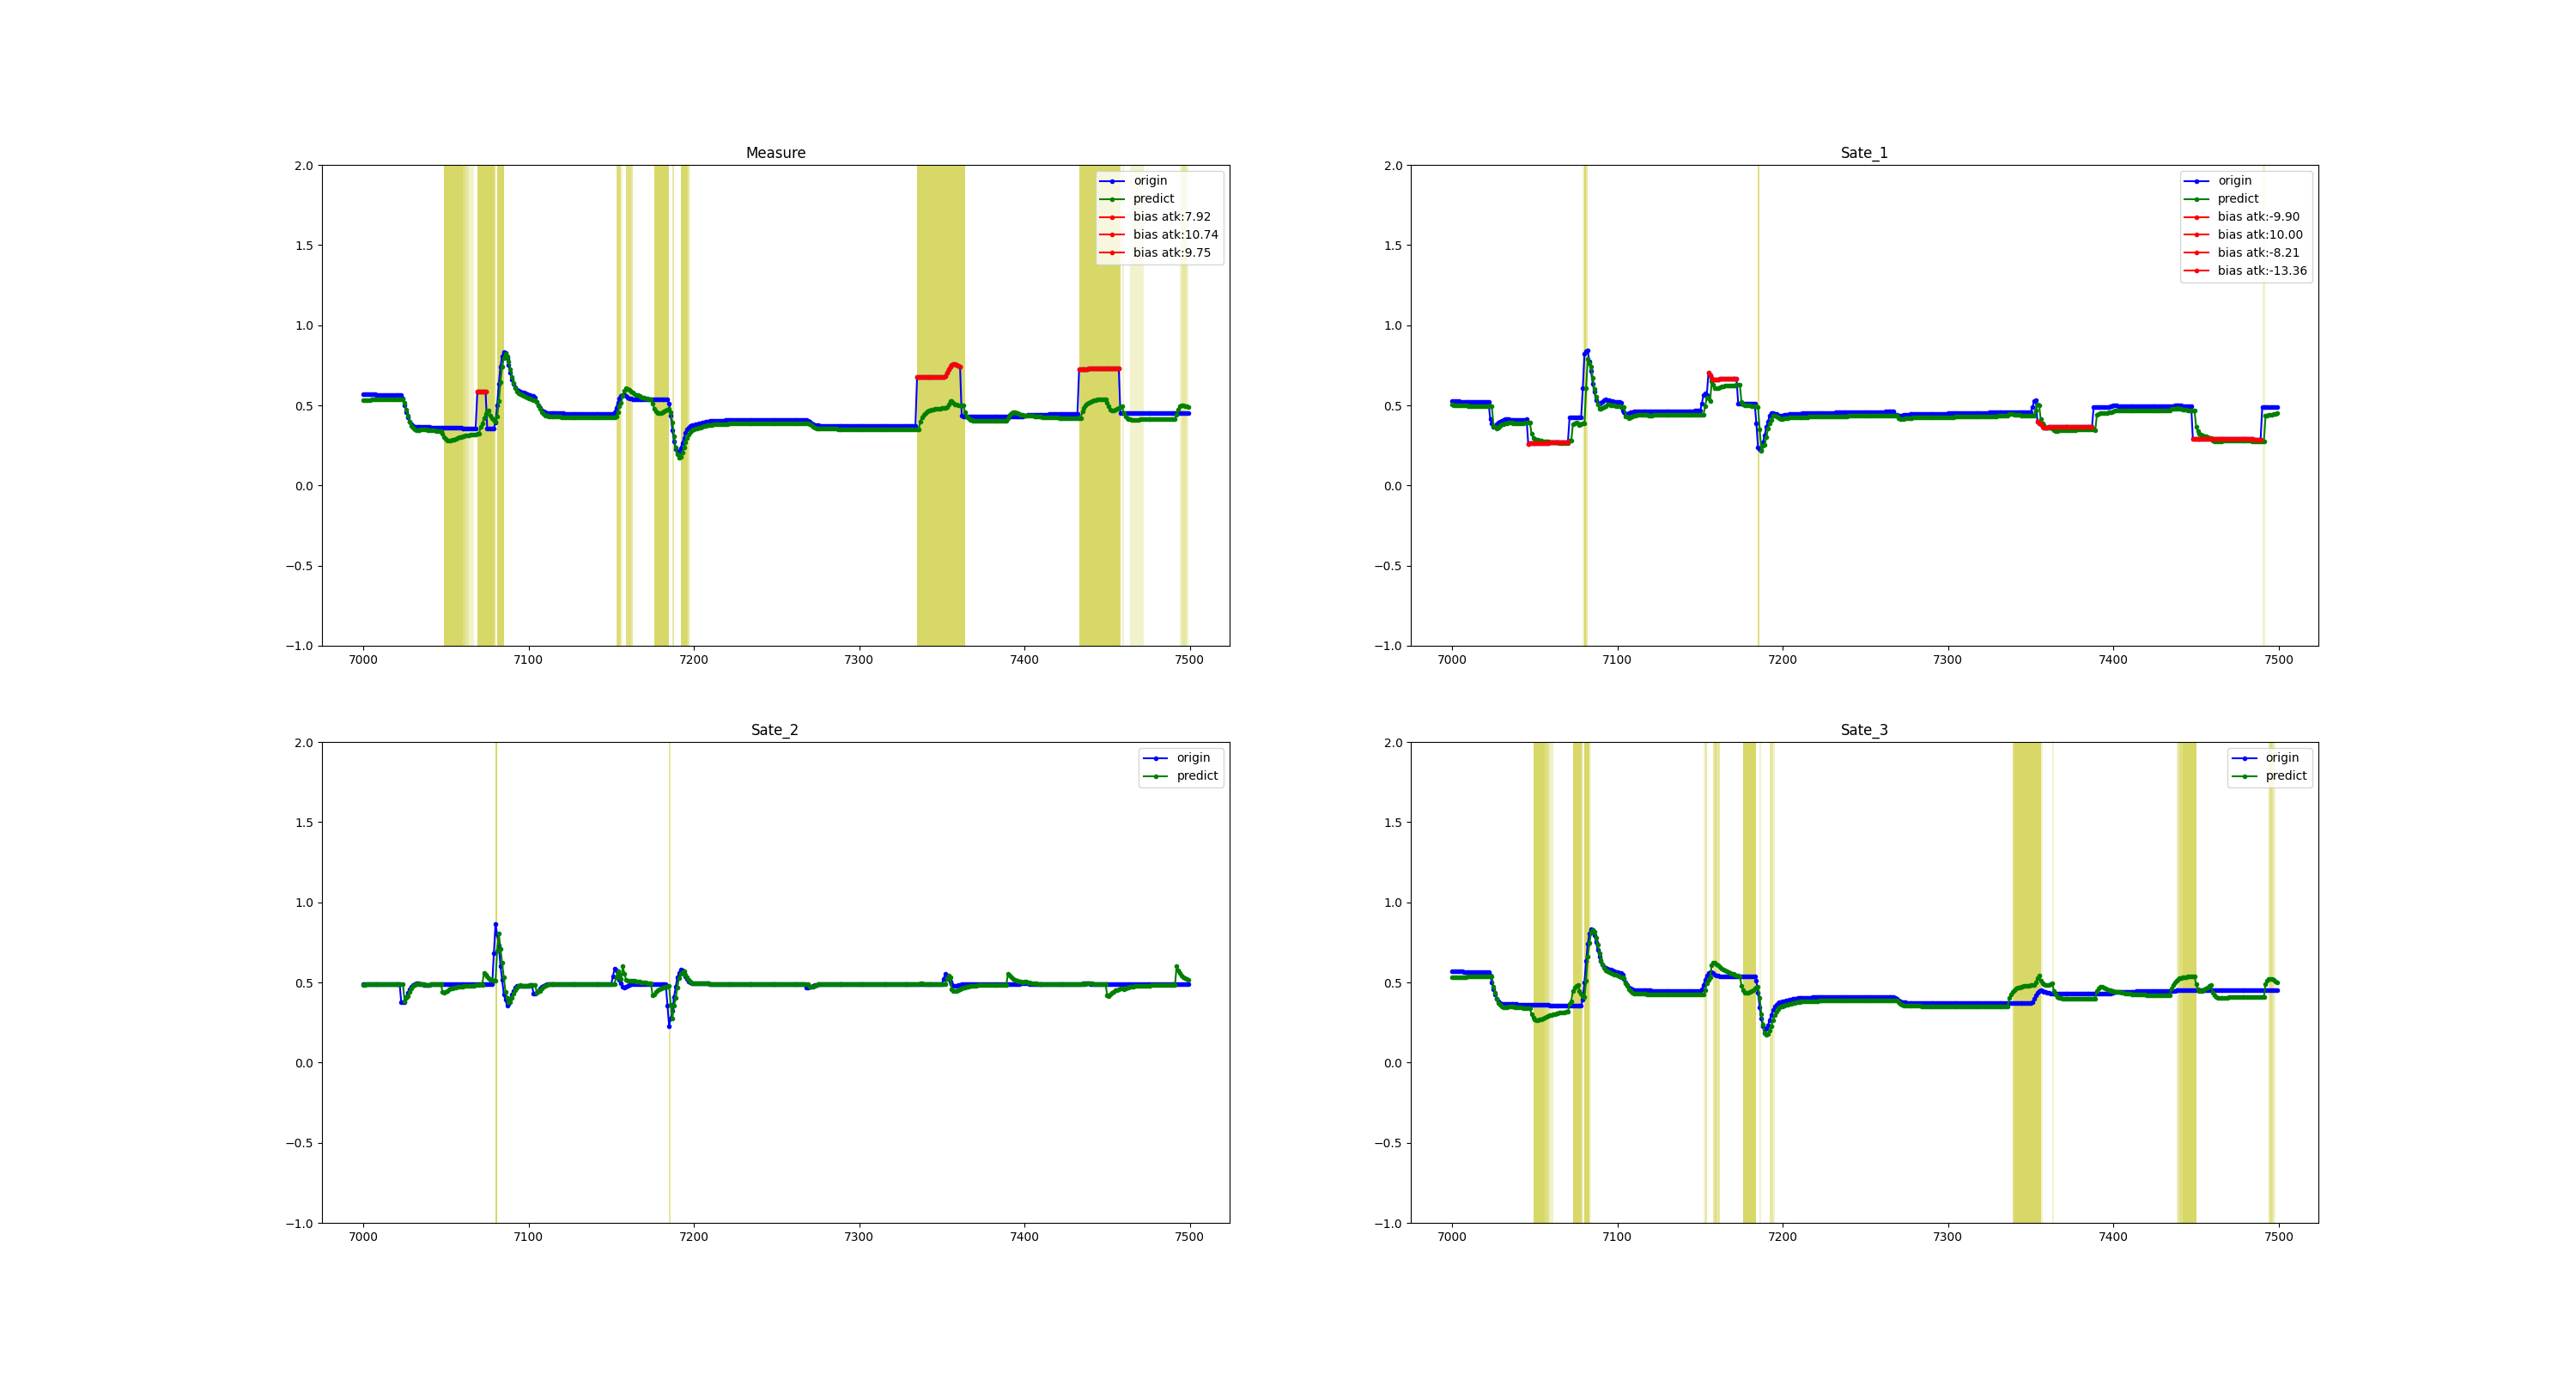 Measure
2.0
1.5
1.0
0.5
0.0
−0.5
−1.0
7000 7100 7200 7300 7400 7500
origin
predict
bias atk:7.92
bias atk:10.74
bias atk:9.75
Sate_1
2.0
1.5
1.0
0.5
0.0
−0.5
−1.0
7000 7100 7200 7300 7400 7500
origin
predict
bias atk:-9.90
bias atk:10.00
bias atk:-8.21
bias atk:-13.36
Sate_2
2.0
1.5
1.0
0.5
0.0
−0.5
−1.0
7000 7100 7200 7300 7400 7500
origin
predict
Sate_3
2.0
1.5
1.0
0.5
0.0
−0.5
−1.0
7000 7100 7200 7300 7400 7500
origin
predict